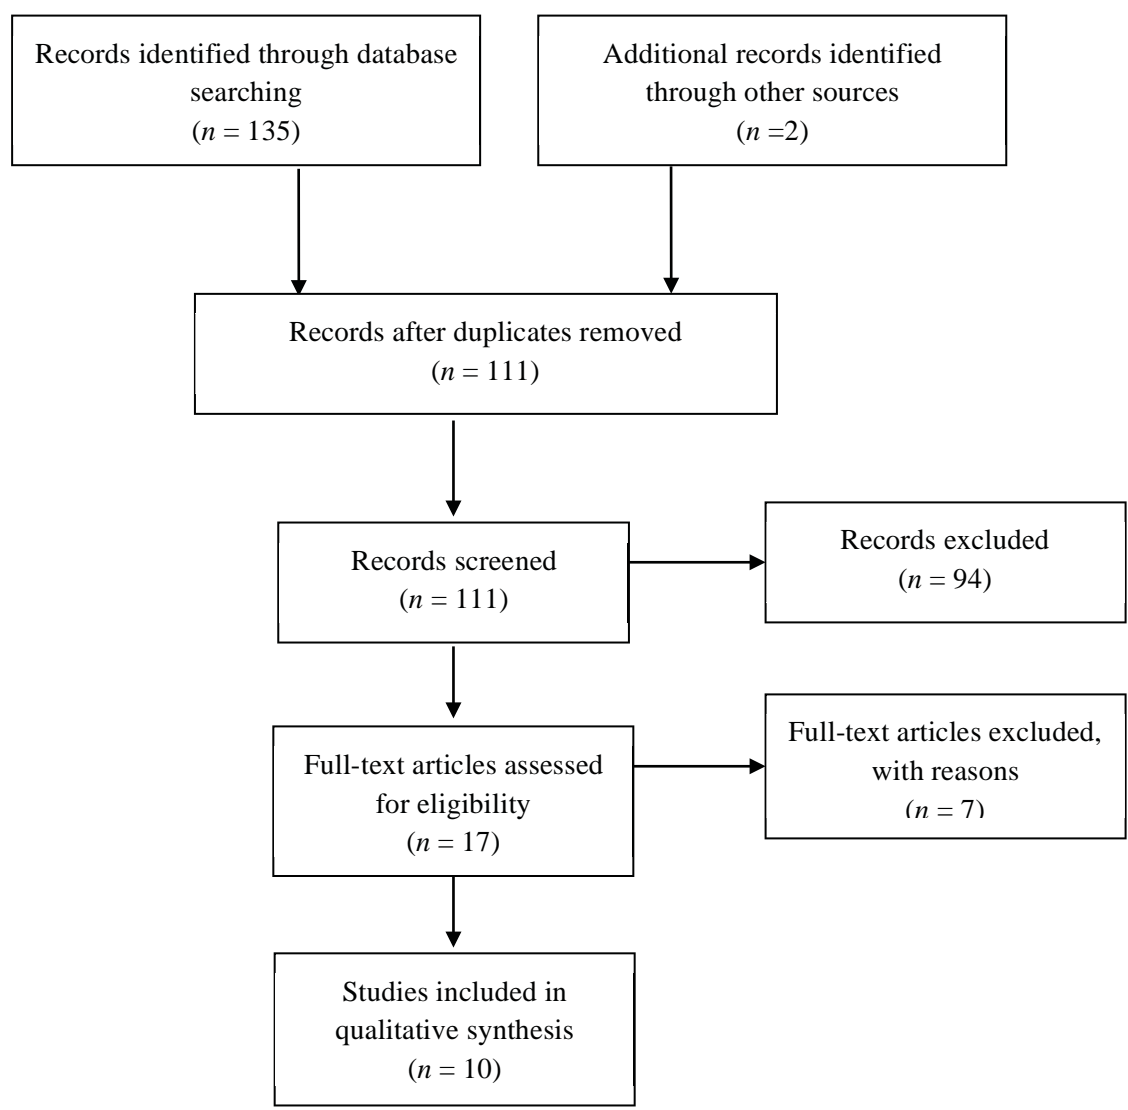 Records identified through database
searching
(n = 135)
Additional records identified
through other sources
(n =2)
Records after duplicates removed
(n = 111)
Records screened
(n = 111)
Records excluded
(n = 94)
Full-text articles assessed
for eligibility
(n = 17)
Full-text articles excluded,
with reasons
(n = 7)
Studies included in
qualitative synthesis
(n = 10)